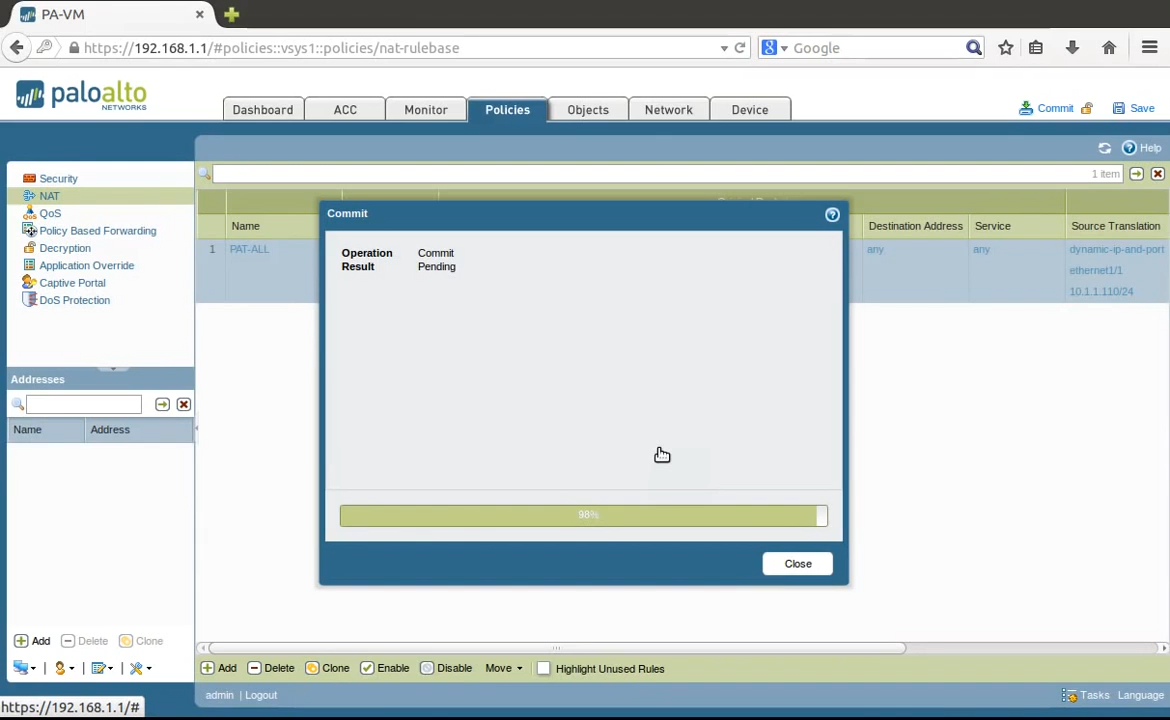 PA-VM
https://192.168.1.1/#policies::vsys1::policies/nat-rulebase
Google
paloalto
NETWORKS
Dashboard
ACC
Monitor
Policies
Objects
Network
Device
Commit
Save
Help
Security
NAT
QoS
Policy Based Forwarding
Decryption
Application Override
Captive Portal
DoS Protection
1 item
Name
Destination Address
Service
Source Translation
1
PAT-ALL
any
any
dynamic-ip-and-port
ethernet1/1
10.1.1.110/24
Commit
Operation Commit
Result Pending
98%
Close
Addresses
Name Address
Add Delete Clone
Add Delete Clone Enable Disable Move Highlight Unused Rules
admin | Logout
Tasks Language
https://192.168.1.1/#